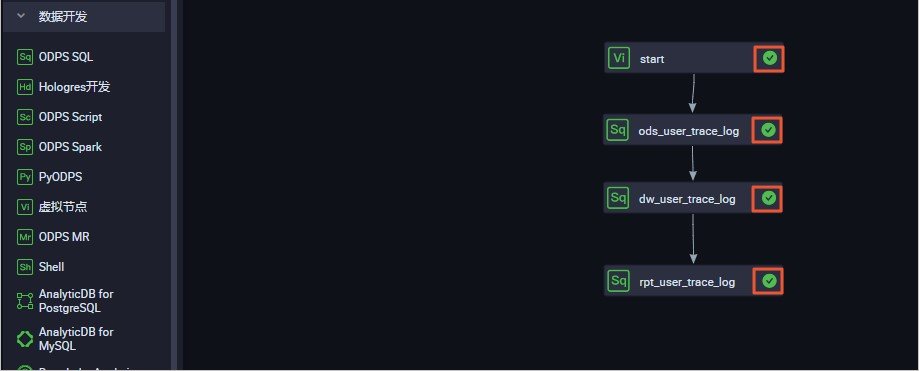 数据开发
Sq ODPS SQL
Hd Hologres开发
Sc ODPS Script
Sp ODPS Spark
Py PyODPS
Vi 虚拟节点
Mr ODPS MR
Sh Shell
AnalyticDB for
PostgreSQL
AnalyticDB for
MySQL
Vi start
Sq ods_user_trace_log
Sq dw_user_trace_log
Sq rpt_user_trace_log